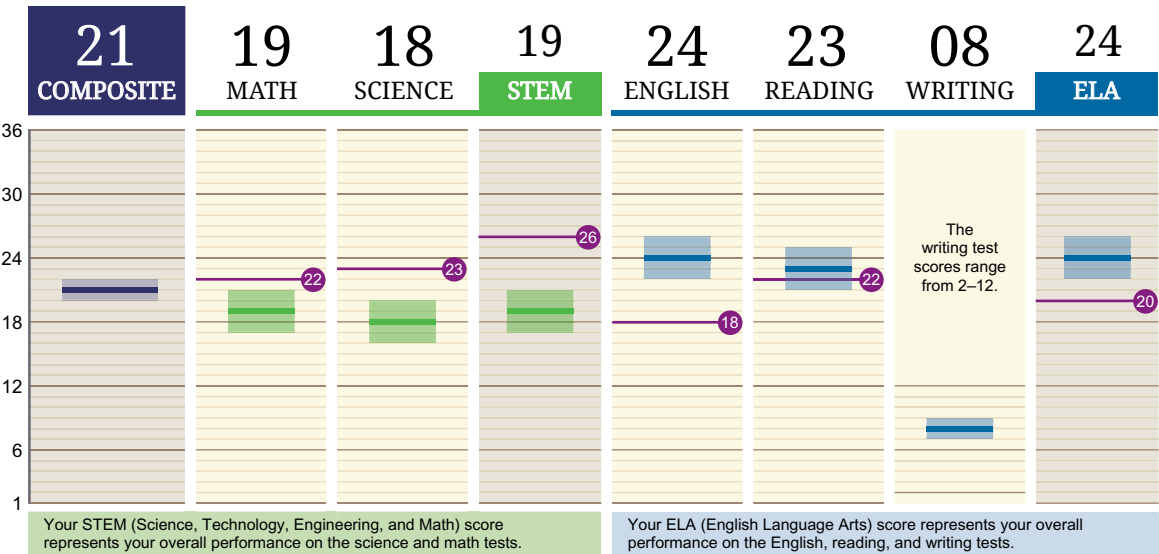 21 19 18 19 24 23 08 24
COMPOSITE MATH SCIENCE STEM ENGLISH READING WRITING ELA
36
30
26
The
writing test
scores range
from 2–12.
24
23
22
22
20
18
18
12
6
1
Your STEM (Science, Technology, Engineering, and Math) score
represents your overall performance on the science and math tests.
Your ELA (English Language Arts) score represents your overall
performance on the English, reading, and writing tests.